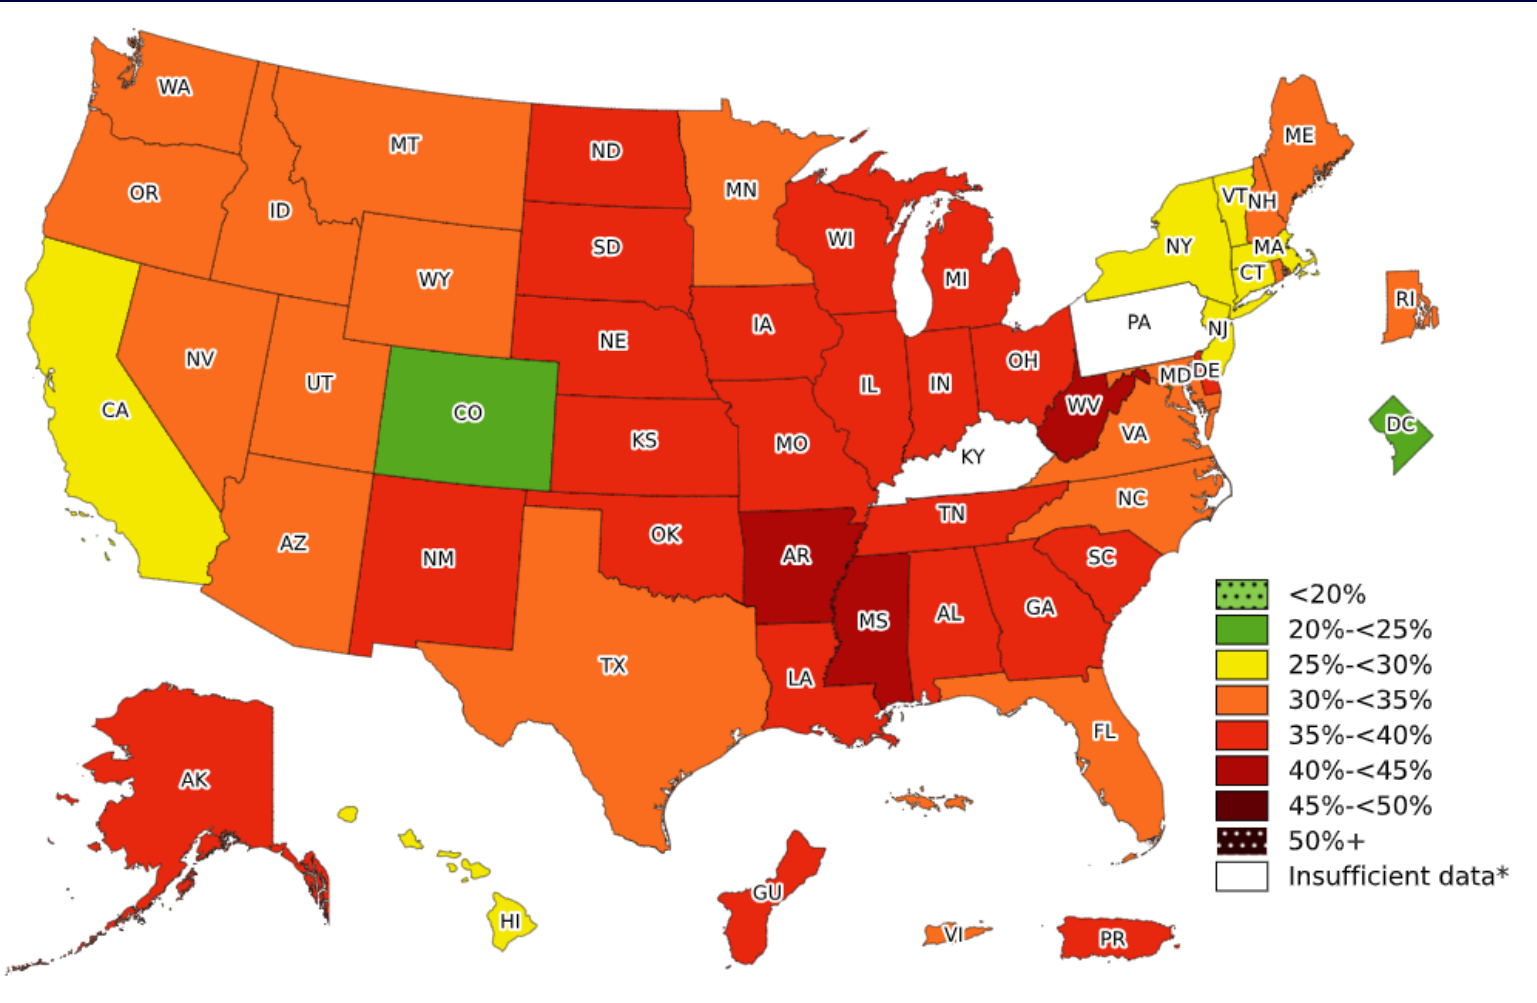 WA
MT
ND
MN
ME
OR
ID
SD
WI
MI
VT
NH
NY
MA
CT
WY
NE
IA
PA
RI
NV
UT
CO
KS
MO
IL
IN
OH
NJ
MD
DE
CA
WV
VA
DC
KY
AZ
NM
OK
AR
TN
NC
SC
MS
AL
GA
TX
LA
FL
AK
HI
GU
VI
PR
<20%
20%-<25%
25%-<30%
30%-<35%
35%-<40%
40%-<45%
45%-<50%
50%+
Insufficient data*